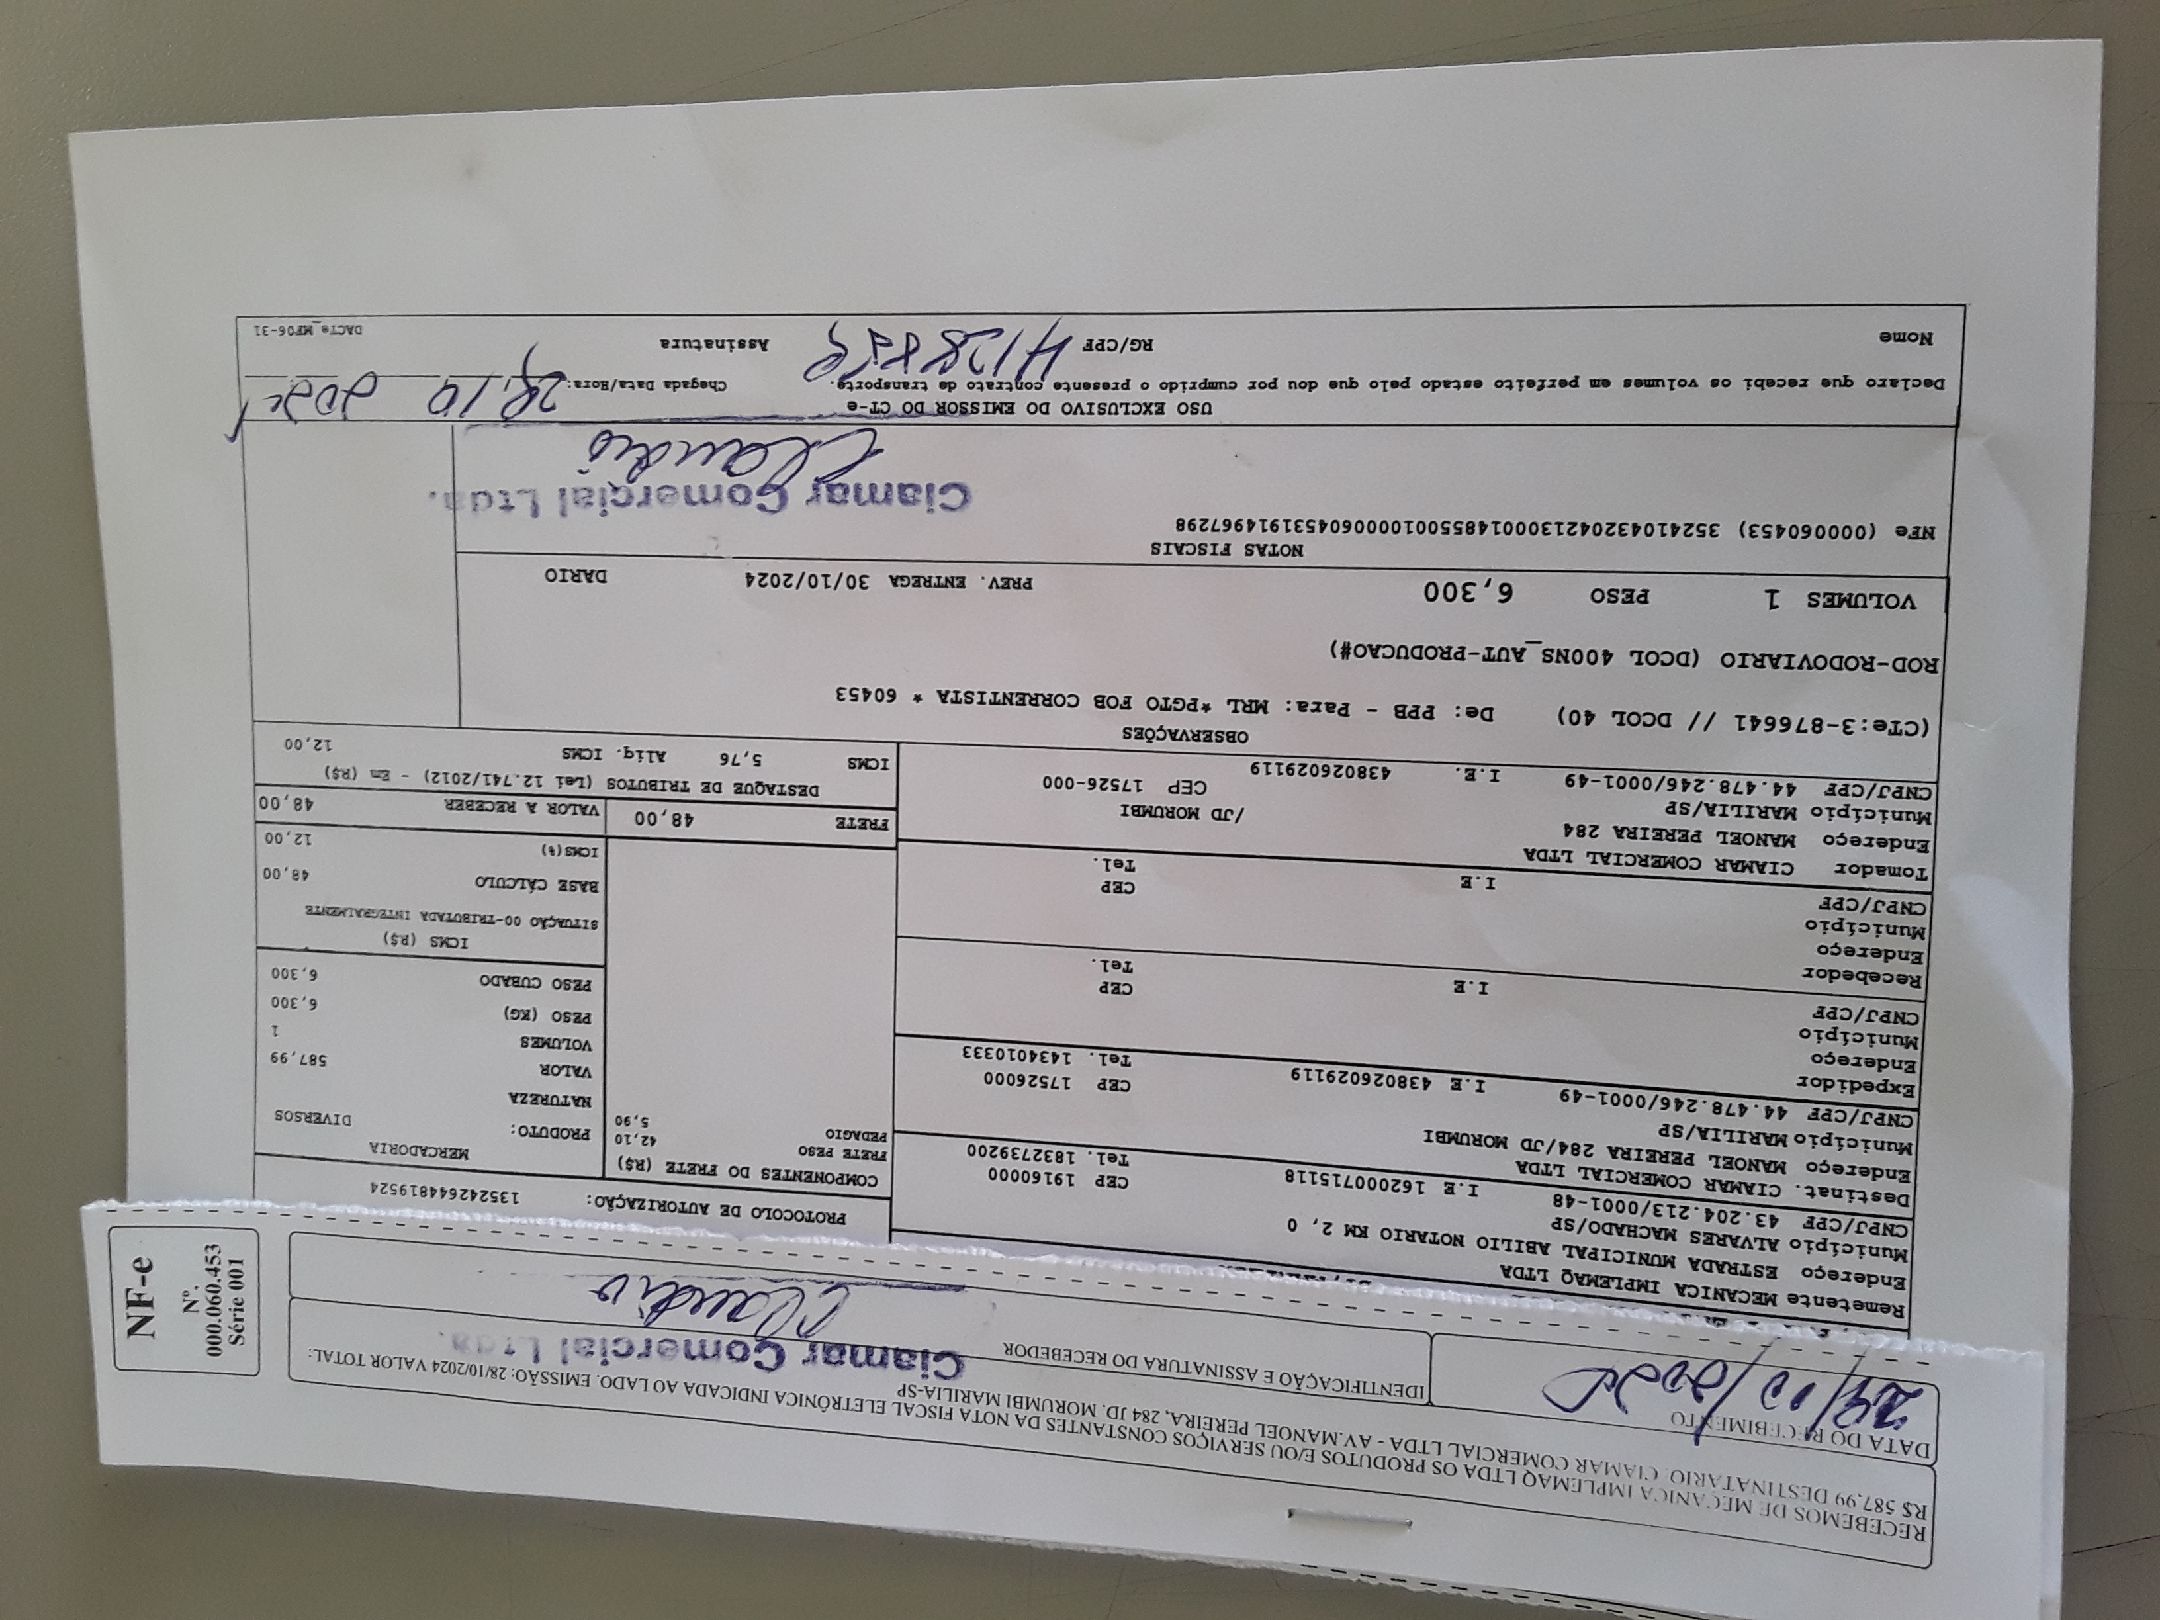 RECEBEMOS DE MECANICA IMPLEMAQ LTDA OS PRODUTOS E/OU SERVIÇOS CONSTANTES DA NOTA FISCAL ELETRÔNICA INDICADA AO LADO. EMISSÃO: 28/10/2024 VALOR TOTAL:
R$ 587,99 DESTINATARIO: CIAMAR COMERCIAL LTDA - AV.MANOEL PEREIRA, 284 JD. MORUMBI MARILIA-SP
DATA DO RECEBIMENTO
IDENTIFICAÇÃO E ASSINATURA DO RECEBEDOR
Ciamar Comercial Ltda.
Claudio
NF-e
Nº.
000.060.453
Série 001
Remetente MECANICA IMPLEMAQ LTDA
Endereço ESTRADA MUNICIPAL ABILIO NOTARIO KM 2, 0
Município ALVARES MACHADO/SP CEP 19160000
CNPJ/CPF 43.204.213/0001-48 I.E 162000715118 Tel. 1832739200
Destinat. CIAMAR COMERCIAL LTDA
Endereço MANOEL PEREIRA 284/JD MORUMBI
Município MARILIA/SP CEP 17526000
CNPJ/CPF 44.478.246/0001-49 I.E 438026029119 Tel. 1434010333
Expedidor
Endereço
Município CEP
CNPJ/CPF I.E Tel.
Recebedor
Endereço
Município CEP
CNPJ/CPF I.E Tel.
Tomador CIAMAR COMERCIAL LTDA
Endereço MANOEL PEREIRA 284 /JD MORUMBI
Município MARILIA/SP CEP 17526-000
CNPJ/CPF 44.478.246/0001-49 I.E. 438026029119
PROTOCOLO DE AUTORIZAÇÃO: 135242644819524
COMPONENTES DO FRETE (R$)
FRETE PESO 42,10
PEDAGIO 5,90
MERCADORIA
PRODUTO: DIVERSOS
NATUREZA
VALOR 587,99
VOLUMES 1
PESO (KG) 6,300
PESO CUBADO 6,300
ICMS (R$)
SITUAÇÃO 00-TRIBUTADA INTEGRALMENTE
BASE CÁLCULO 48,00
ICMS(%) 12,00
FRETE 48,00 VALOR A RECEBER 48,00
DESTAQUE DE TRIBUTOS (Lei 12.741/2012) - Em (R$)
ICMS 5,76 Aliq. ICMS 12,00
OBSERVAÇÕES
(CTe:3-876641 // DCOL 40) De: PPB - Para: MRL *PGTO FOB CORRENTISTA * 60453
ROD-RODOVIARIO (DCOL 400NS_AUT-PRODUCAO#)
VOLUMES 1 PESO 6,300 PREV. ENTREGA 30/10/2024 DARIO
NOTAS FISCAIS
NFe (000060453) 35241043204213000148550010000604531914967298
Ciamar Comercial Ltda.
Claudio
USO EXCLUSIVO DO EMISSOR DO CT-e
Declaro que recebi os volumes em perfeito estado pelo que dou por cumprido o presente contrato de transporte. Chegada Data/Hora: 29,10 2024
Nome RG/CPF Assinatura DACTe_MF06-31